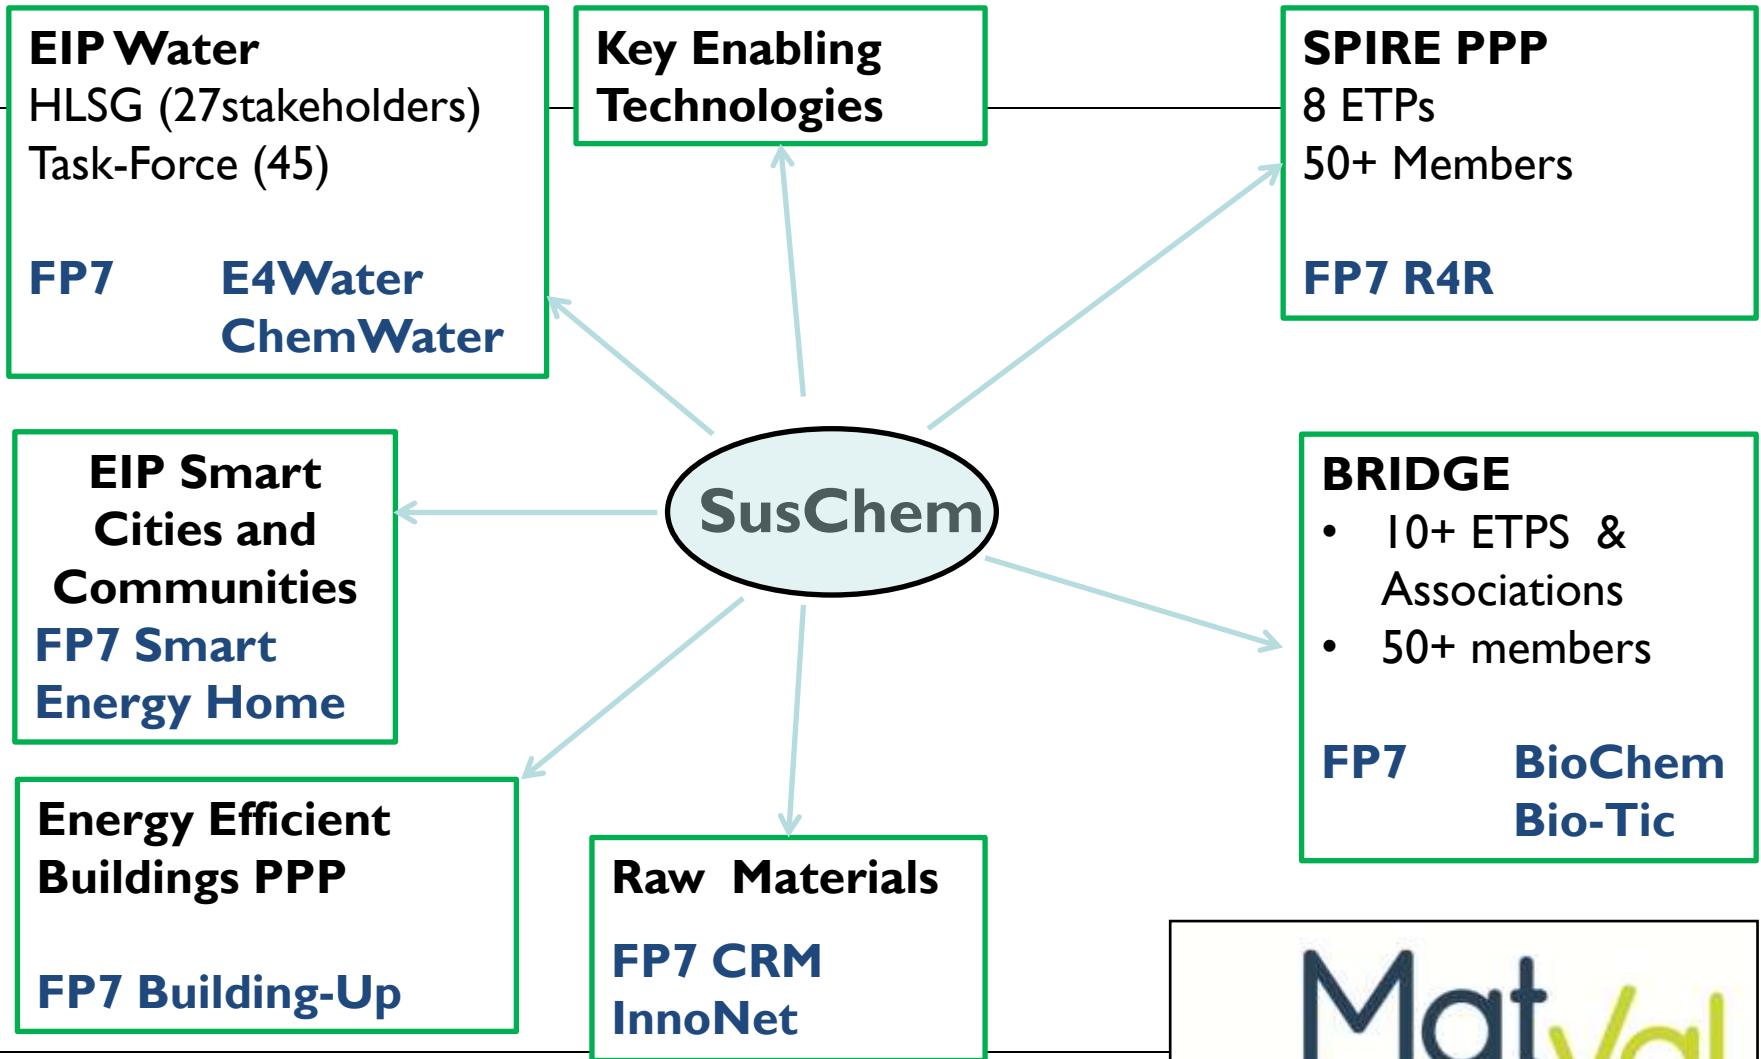 EIP Water
HLSG (27stakeholders)
Task-Force (45)
FP7 E4Water
ChemWater
Key Enabling
Technologies
SPIRE PPP
8 ETPs
50+ Members
FP7 R4R
EIP Smart
Cities and
Communities
FP7 Smart
Energy Home
SusChem
BRIDGE
• 10+ ETPS &
Associations
• 50+ members
FP7 BioChem
Bio-Tic
Energy Efficient
Buildings PPP
FP7 Building-Up
Raw Materials
FP7 CRM
InnoNet
MatVal